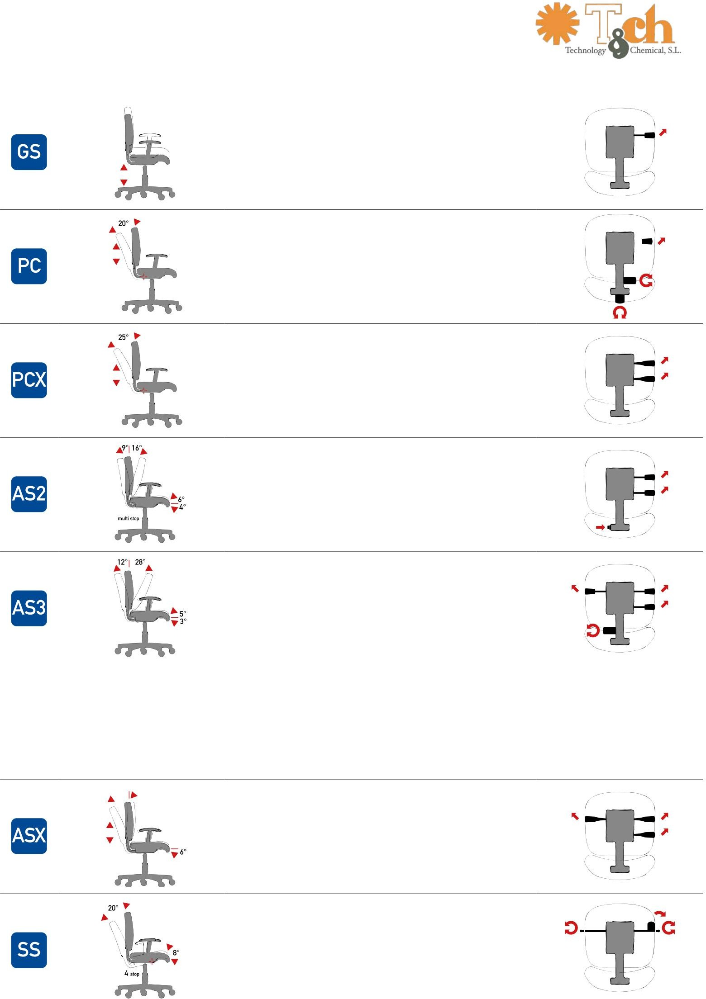 T&ch
Technology & Chemical, S.L.
GS
20°
PC
25°
PCX
9° 16°
AS2
6°
4°
multi stop
12° 28°
AS3
5°
3°
ASX
6°
20°
SS
8°
4 stop